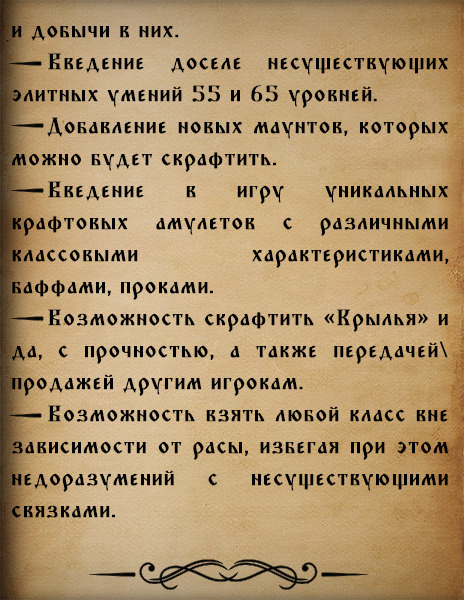 и добычи в них.
— Введение доселе несуществующих
элитных умений 55 и 65 уровней.
— Добавление новых маунтов, которых
можно будет скрафтить.
— Введение в игру уникальных
крафтовых амулетов с различными
классовыми характеристиками,
баффами, проками.
— Возможность скрафтить «Крылья» и
да, с прочностью, а также передачей\
продажей другим игрокам.
— Возможность взять любой класс вне
зависимости от расы, избегая при этом
недоразумений с несуществующими
связками.